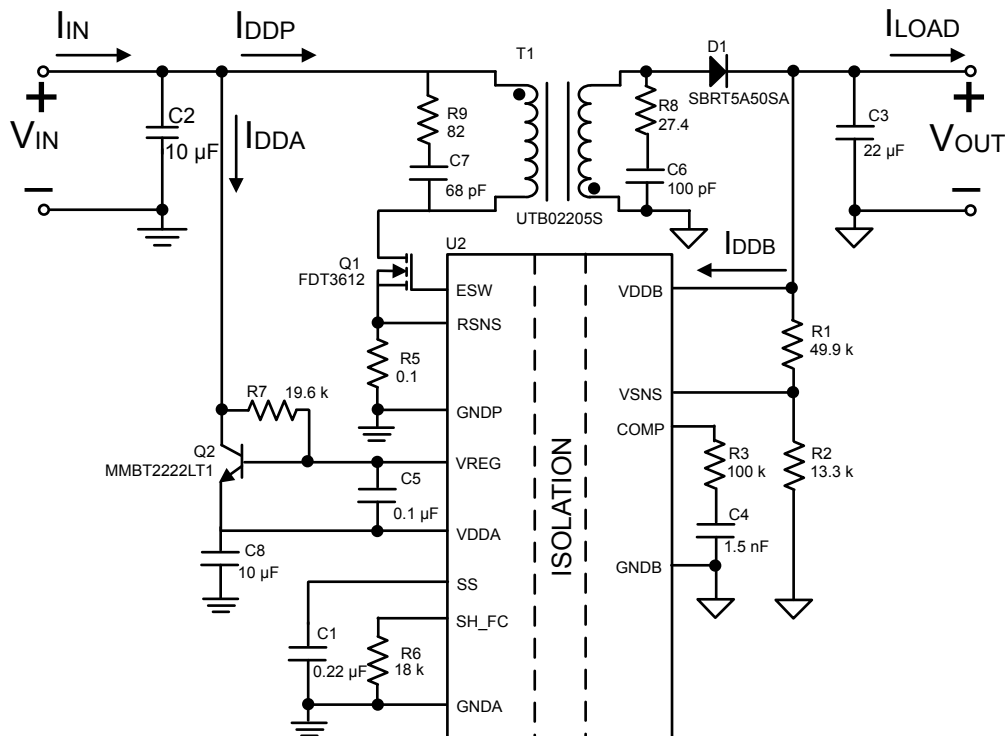 IIN
IDDP
T1
D1
ILOAD
SBRT5A50SA
+
VIN
−
C2
10 µF
IDDA
R9
82
C7
68 pF
R8
27.4
C6
100 pF
C3
22 µF
+
VOUT
−
UTB02205S
U2
IDDB
Q1
FDT3612
ESW
VDDB
RSNS
R1
49.9 k
R5
0.1
R7
19.6 k
VSNS
GNDP
COMP
Q2
MMBT2222LT1
VREG
ISOLATION
R3
100 k
R2
13.3 k
C5
0.1 µF
VDDA
C4
1.5 nF
C8
10 µF
GNDB
SS
SH_FC
C1
0.22 µF
R6
18 k
GNDA